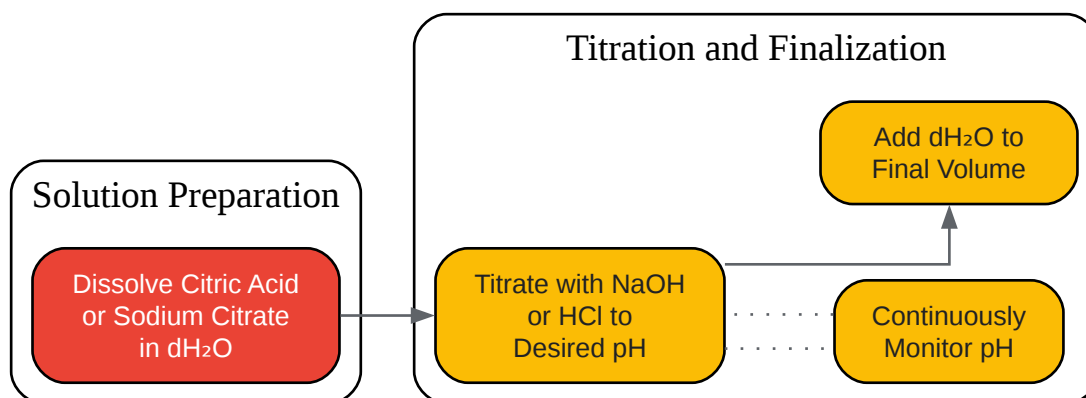 Solution Preparation
Dissolve Citric Acid
or Sodium Citrate
in dH₂O
Titration and Finalization
Titrate with NaOH
or HCl to
Desired pH
Add dH₂O to
Final Volume
Continuously
Monitor pH